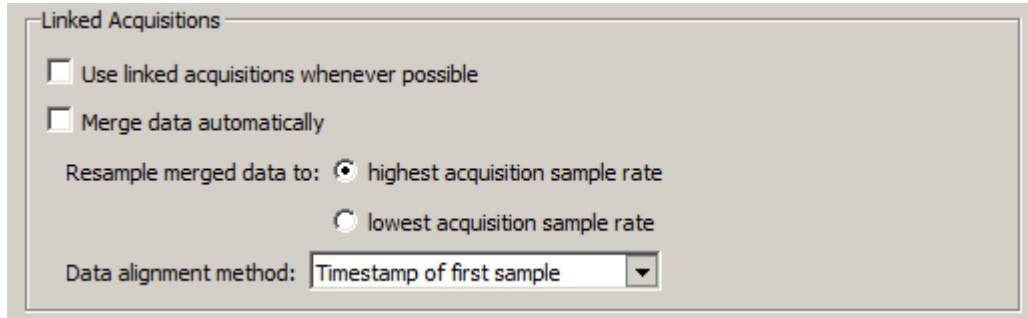 Linked Acquisitions
Use linked acquisitions whenever possible
Merge data automatically
Resample merged data to: highest acquisition sample rate
lowest acquisition sample rate
Data alignment method: Timestamp of first sample